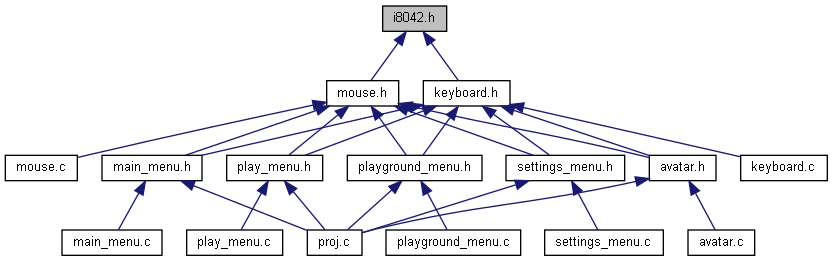 i8042.h
mouse.h
keyboard.h
mouse.c
main_menu.h
play_menu.h
playground_menu.h
settings_menu.h
avatar.h
keyboard.c
main_menu.c
play_menu.c
proj.c
playground_menu.c
settings_menu.c
avatar.c